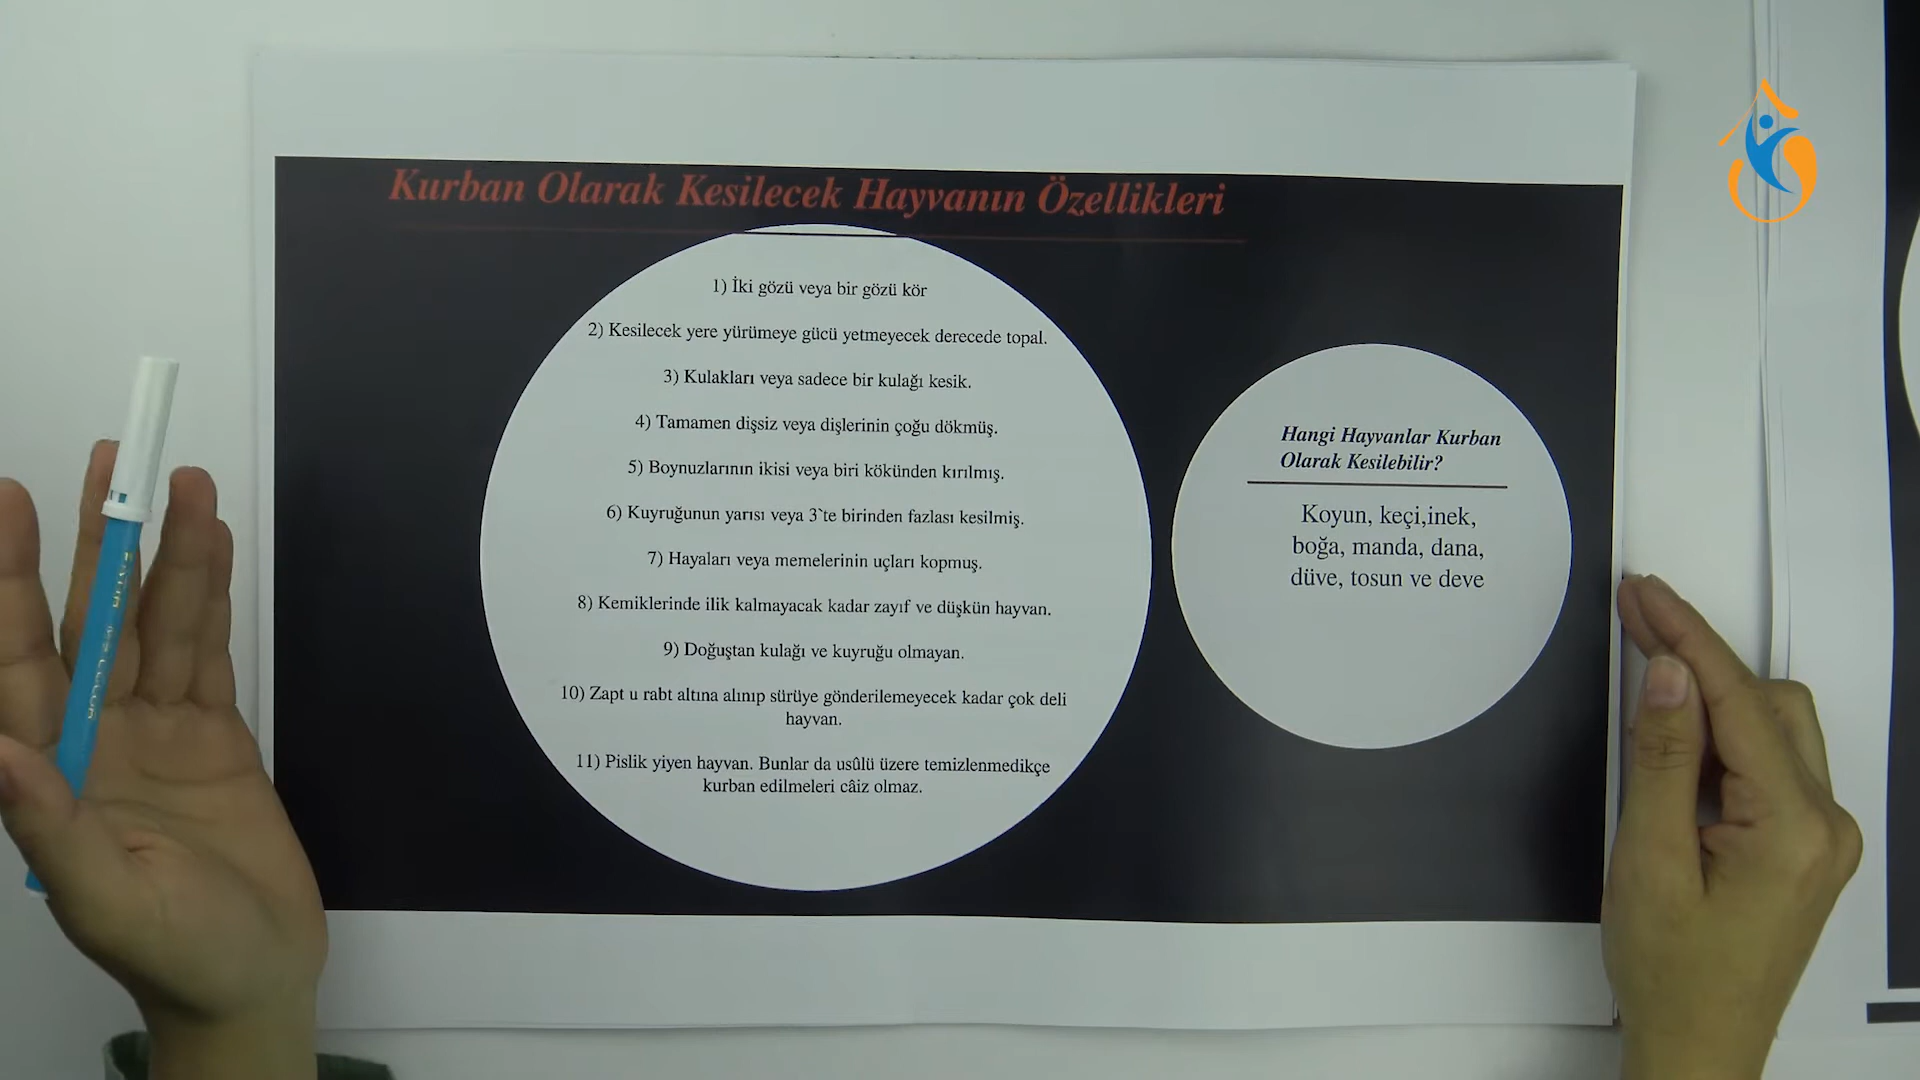 Kurban Olarak Kesilecek Hayvanın Özellikleri
1) İki gözü veya bir gözü kör
2) Kesilecek yere yürümeye gücü yetmeyecek derecede topal.
3) Kulakları veya sadece bir kulağı kesik.
4) Tamamen dişsiz veya dişlerinin çoğu dökmüş.
5) Boynuzlarının ikisi veya biri kökünden kırılmış.
6) Kuyruğunun yarısı veya 3`te birinden fazlası kesilmiş.
7) Hayaları veya memelerinin uçları kopmuş.
8) Kemiklerinde ilik kalmayacak kadar zayıf ve düşkün hayvan.
9) Doğuştan kulağı ve kuyruğu olmayan.
10) Zapt u rabt altına alınıp sürüye gönderilemeyecek kadar çok deli
hayvan.
11) Pislik yiyen hayvan. Bunlar da usûlü üzere temizlenmedikçe
kurban edilmeleri câiz olmaz.
Hangi Hayvanlar Kurban
Olarak Kesilebilir?
Koyun, keçi,inek,
boğa, manda, dana,
düve, tosun ve deve